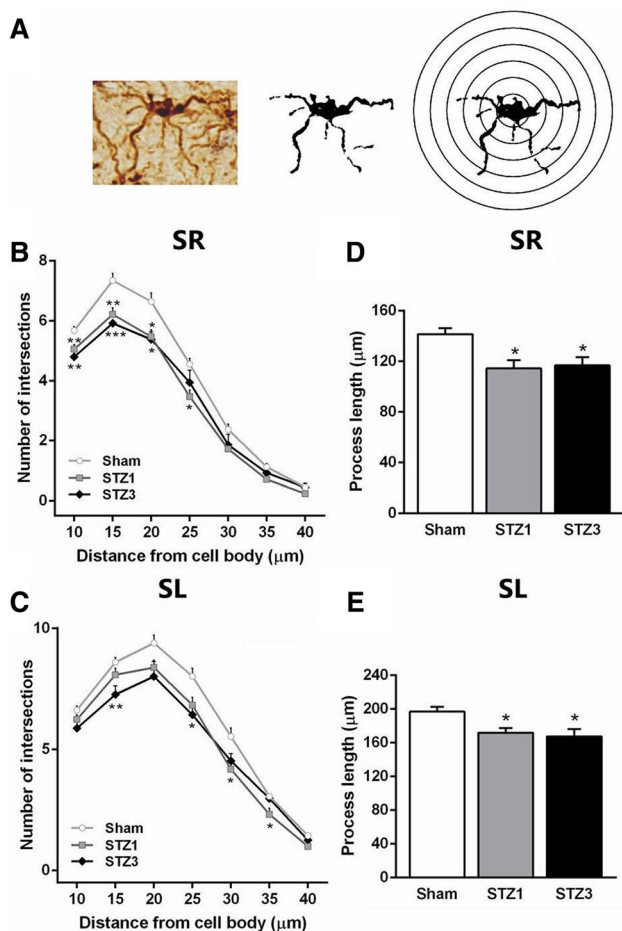 A
SR
B
8
6
4
2
0
Number of intersections
** ** * *
** *** * *
Sham
STZ1
STZ3
10 15 20 25 30 35 40
Distance from cell body (μm)
SR
D
160
120
80
40
0
Process length (μm)
* *
Sham STZ1 STZ3
SL
C
10
5
0
Number of intersections
** * * *
Sham
STZ1
STZ3
10 15 20 25 30 35 40
Distance from cell body (μm)
SL
E
240
200
160
120
80
40
0
Process length (μm)
* *
Sham STZ1 STZ3